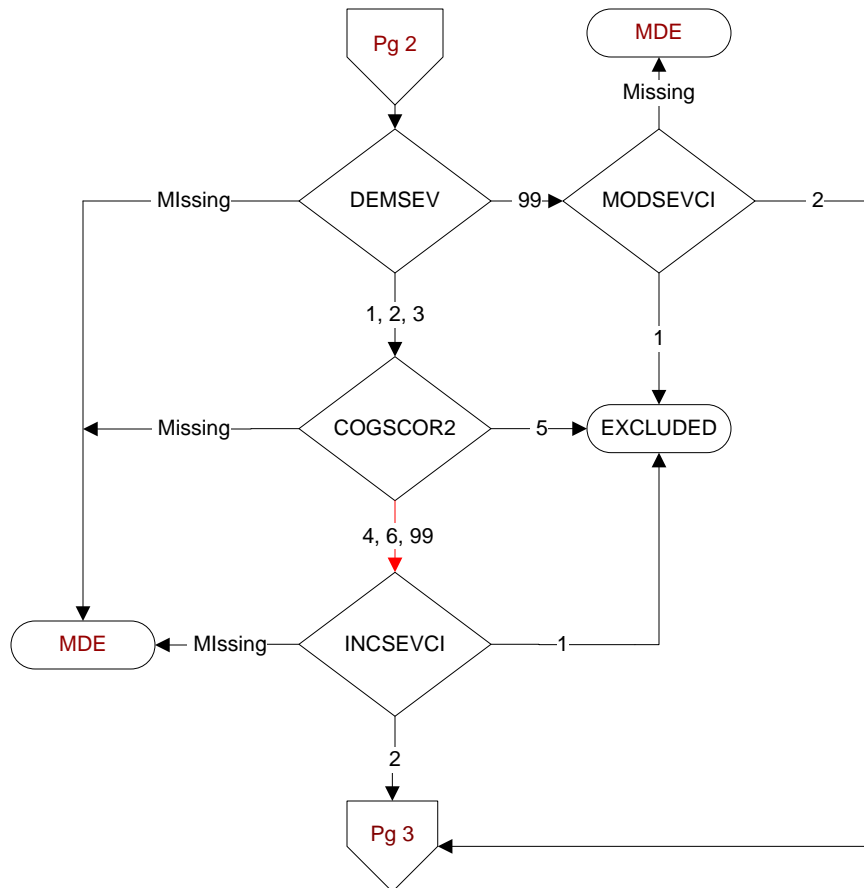 Pg 2
MDE
Missing
MIssing
DEMSEV
99
MODSEVCI
2
1, 2, 3
1
Missing
COGSCOR2
5
EXCLUDED
4, 6, 99
MDE
MIssing
INCSEVCI
1
2
Pg 3